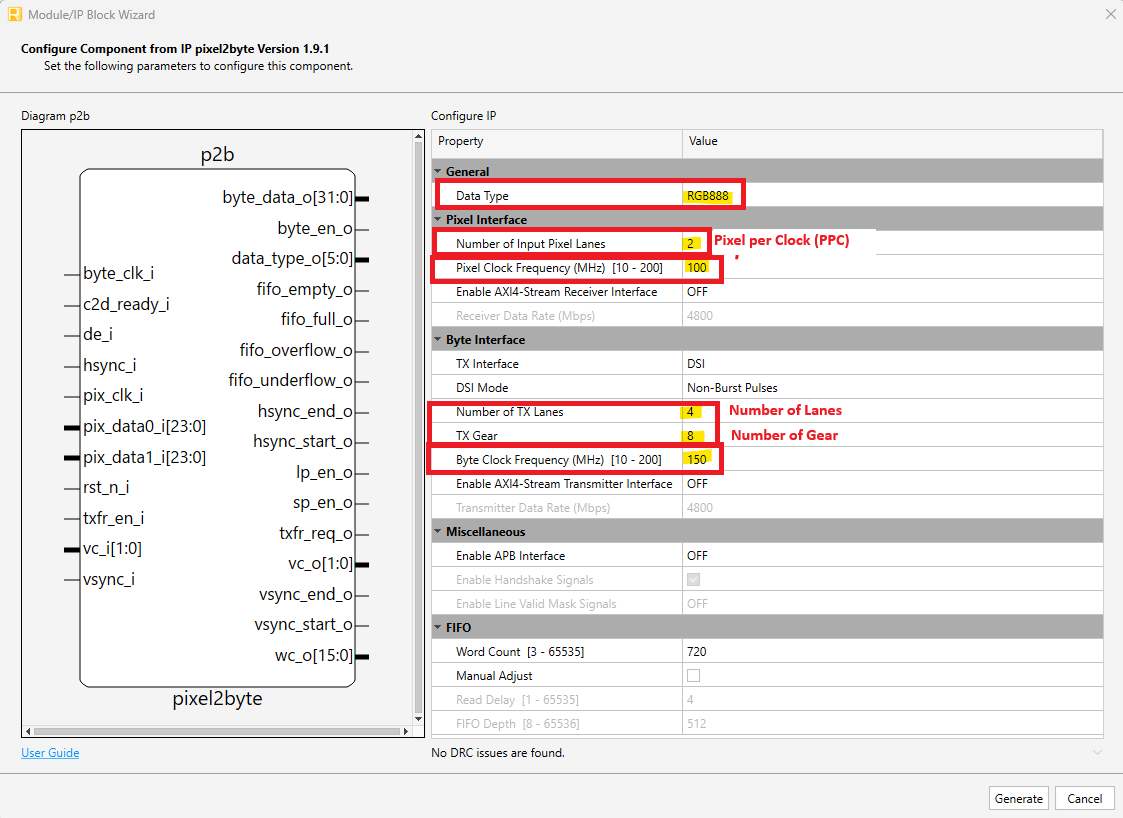 Module/IP Block Wizard
Configure Component from IP pixel2byte Version 1.9.1
Set the following parameters to configure this component.
Diagram p2b
p2b
byte_data_o[31:0]
byte_en_o
data_type_o[5:0]
byte_clk_i
fifo_empty_o
c2d_ready_i
fifo_full_o
de_i
fifo_overflow_o
hsync_i
fifo_underflow_o
pix_clk_i
hsync_end_o
pix_data0_i[23:0]
hsync_start_o
pix_data1_i[23:0]
lp_en_o
rst_n_i
sp_en_o
txfr_en_i
txfr_req_o
vc_i[1:0]
vc_o[1:0]
vsync_i
vsync_end_o
vsync_start_o
wc_o[15:0]
pixel2byte
User Guide
Configure IP
Property Value
General
Data Type RGB888
Pixel Interface
Number of Input Pixel Lanes 2 Pixel per Clock (PPC)
Pixel Clock Frequency (MHz) [10 - 200] 100
Enable AXI4-Stream Receiver Interface OFF
Receiver Data Rate (Mbps) 4800
Byte Interface
TX Interface DSI
DSI Mode Non-Burst Pulses
Number of TX Lanes 4 Number of Lanes
TX Gear 8 Number of Gear
Byte Clock Frequency (MHz) [10 - 200] 150
Enable AXI4-Stream Transmitter Interface OFF
Transmitter Data Rate (Mbps) 4800
Miscellaneous
Enable APB Interface OFF
Enable Handshake Signals
Enable Line Valid Mask Signals OFF
FIFO
Word Count [3 - 65535] 720
Manual Adjust
Read Delay [1 - 65535] 4
FIFO Depth [8 - 65536] 512
No DRC issues are found.
Generate Cancel